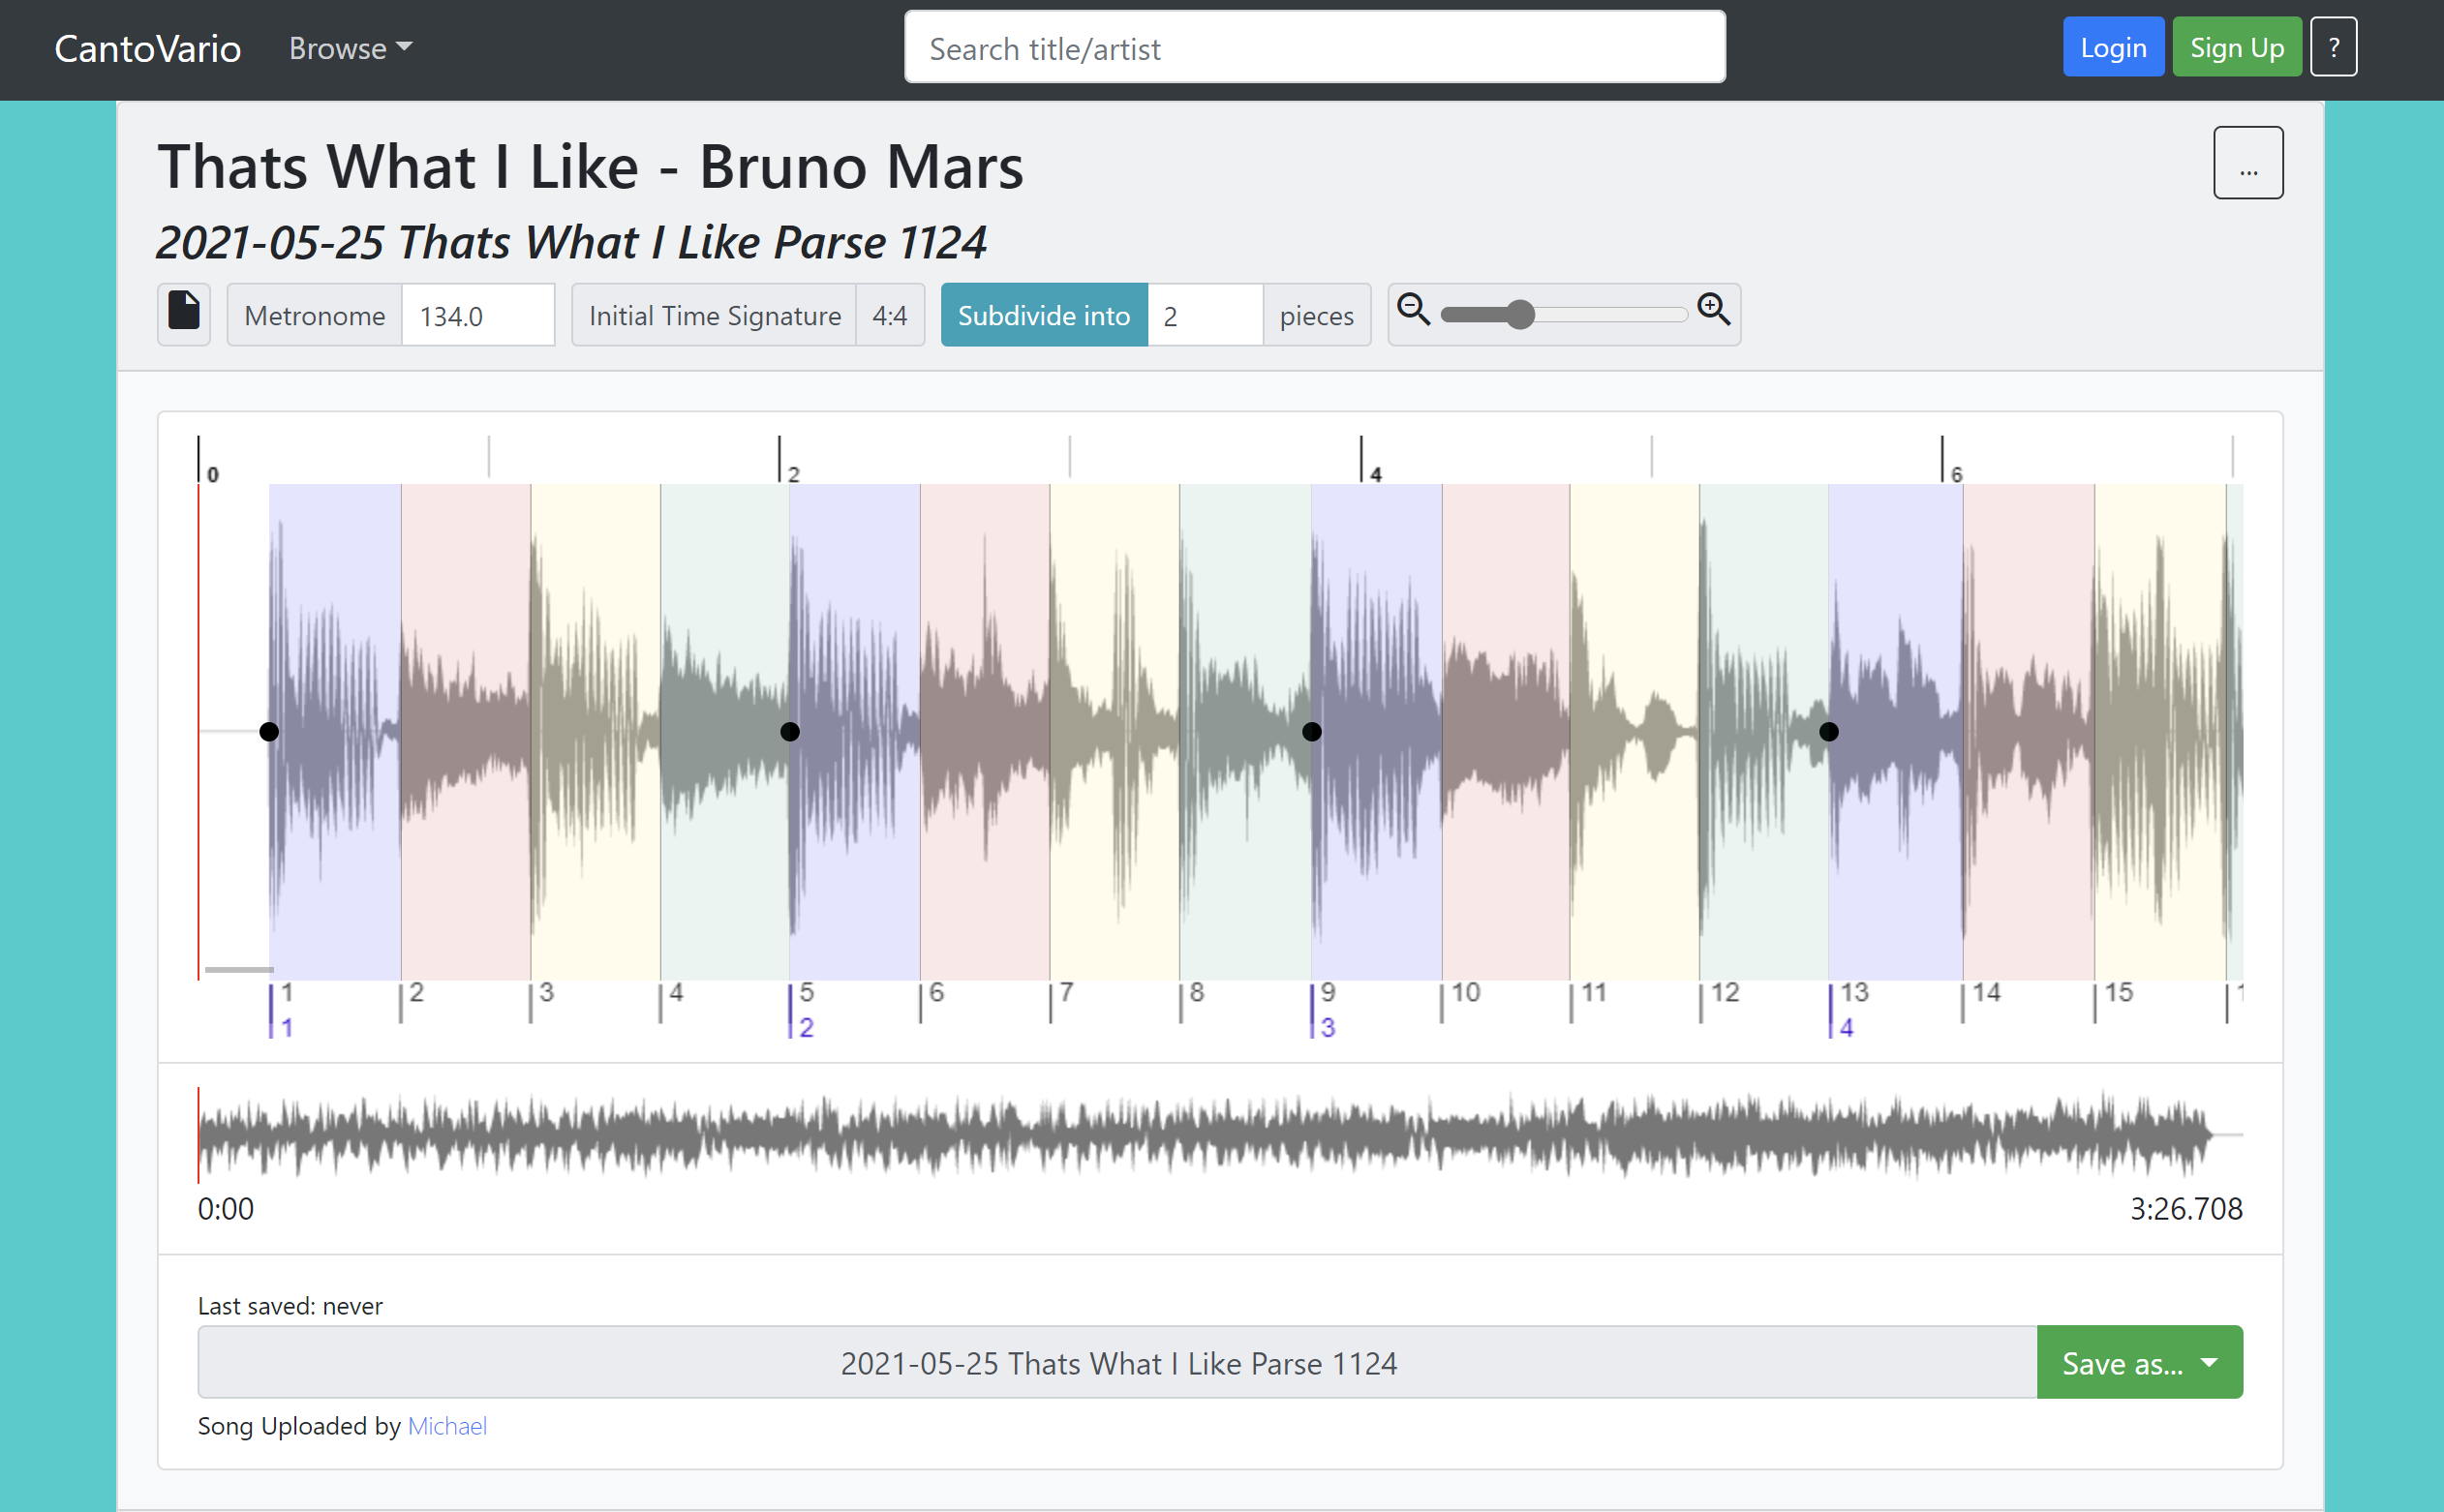 CantoVario Browse Search title/artist Login Sign Up ?
Thats What I Like - Bruno Mars ...
2021-05-25 Thats What I Like Parse 1124
Metronome 134.0 Initial Time Signature 4:4 Subdivide into 2 pieces
0 2 4 6
1 2 3 4 5 6 7 8 9 10 11 12 13 14 15
1 2 3 4
0:00 3:26.708
Last saved: never
2021-05-25 Thats What I Like Parse 1124 Save as...
Song Uploaded by Michael